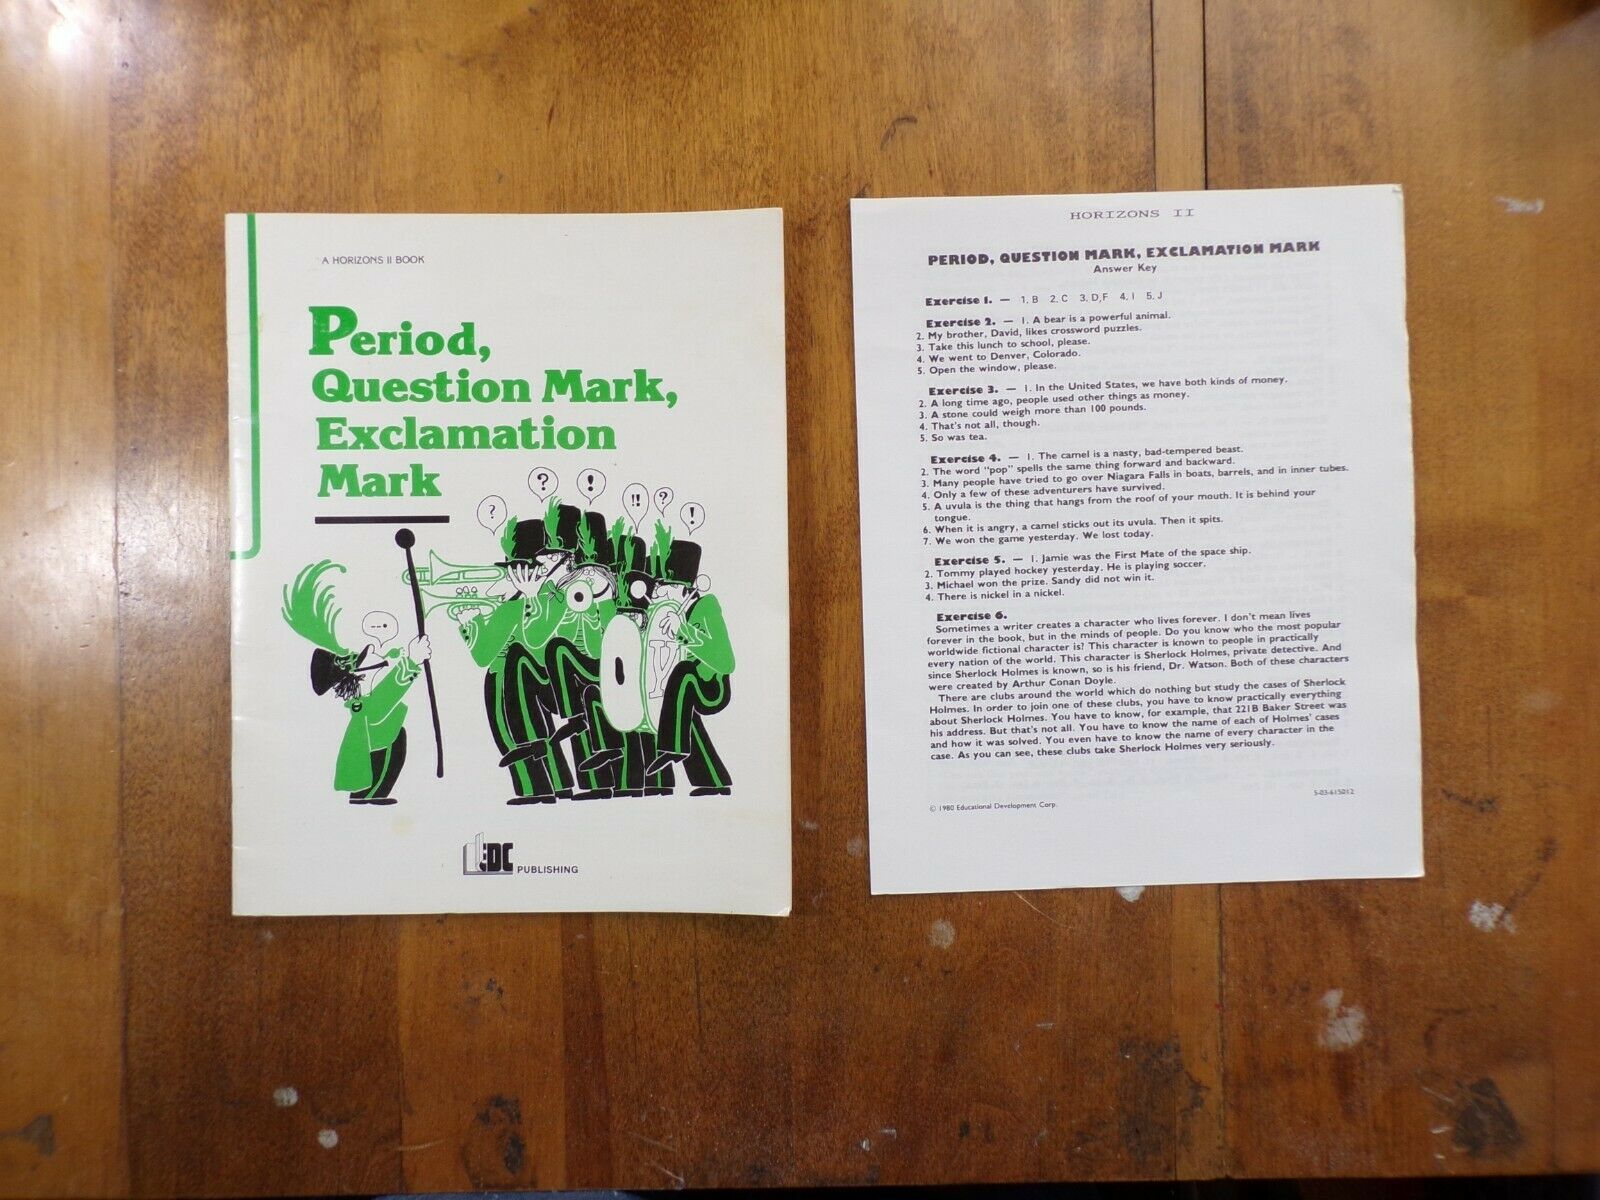 A HORIZONS II BOOK
Period,
Question Mark,
Exclamation
Mark
?
?
!
!!
?
!
--•
EDC PUBLISHING
HORIZONS II
PERIOD, QUESTION MARK, EXCLAMATION MARK
Answer Key
Exercise 1. — 1. B 2. C 3. D,F 4. I 5. J
Exercise 2. — 1. A bear is a powerful animal.
2. My brother, David, likes crossword puzzles.
3. Take this lunch to school, please.
4. We went to Denver, Colorado.
5. Open the window, please.
Exercise 3. — 1. In the United States, we have both kinds of money.
2. A long time ago, people used other things as money.
3. A stone could weigh more than 100 pounds.
4. That's not all, though.
5. So was tea.
Exercise 4. — 1. The camel is a nasty, bad-tempered beast.
2. The word "pop" spells the same thing forward and backward.
3. Many people have tried to go over Niagara Falls in boats, barrels, and in inner tubes.
4. Only a few of these adventurers have survived.
5. A uvula is the thing that hangs from the roof of your mouth. It is behind your
tongue.
6. When it is angry, a camel sticks out its uvula. Then it spits.
7. We won the game yesterday. We lost today.
Exercise 5. — 1. Jamie was the First Mate of the space ship.
2. Tommy played hockey yesterday. He is playing soccer.
3. Michael won the prize. Sandy did not win it.
4. There is nickel in a nickel.
Exercise 6.
Sometimes a writer creates a character who lives forever. I don't mean lives
forever in the book, but in the minds of people. Do you know who the most popular
worldwide fictional character is? This character is known to people in practically
every nation of the world. This character is Sherlock Holmes, private detective. And
since Sherlock Holmes is known, so is his friend, Dr. Watson. Both of these characters
were created by Arthur Conan Doyle.
There are clubs around the world which do nothing but study the cases of Sherlock
Holmes. In order to join one of these clubs, you have to know practically everything
about Sherlock Holmes. You have to know, for example, that 221B Baker Street was
his address. But that's not all. You have to know the name of each of Holmes' cases
and how it was solved. You even have to know the name of every character in the
case. As you can see, these clubs take Sherlock Holmes very seriously.
5-03-615012
© 1980 Educational Development Corp.